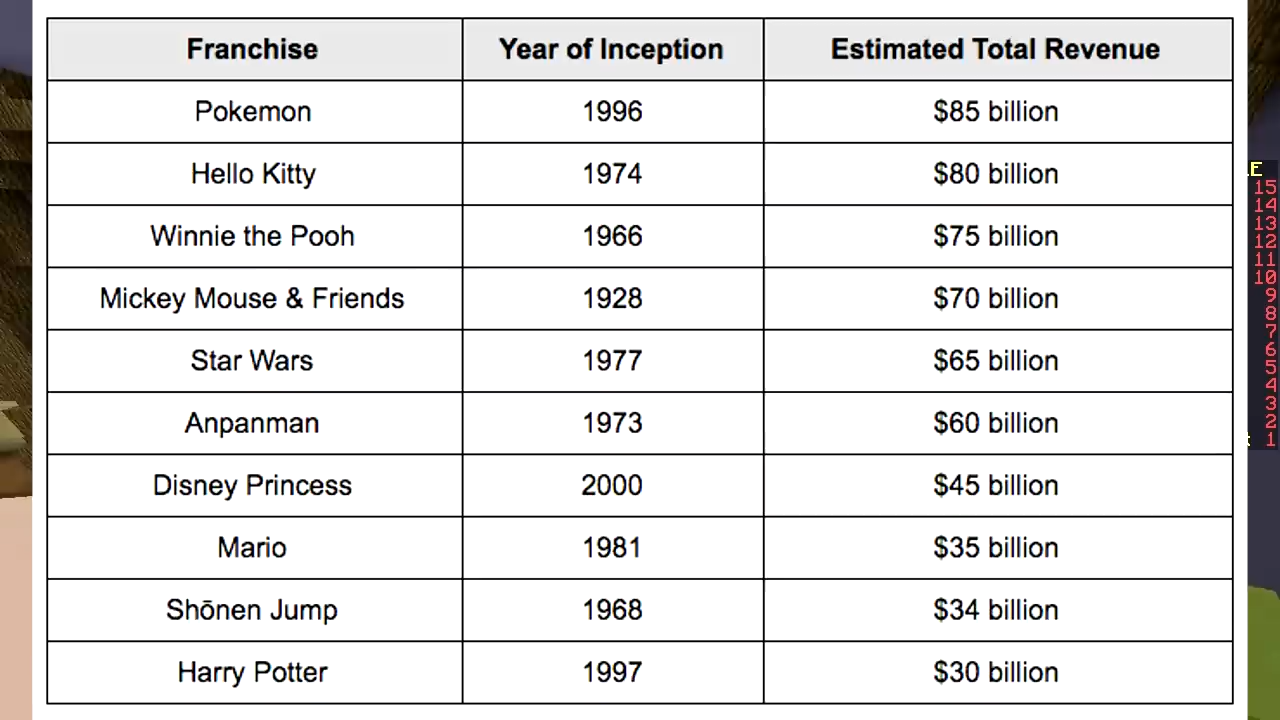 Franchise Year of Inception Estimated Total Revenue
Pokemon 1996 $85 billion
Hello Kitty 1974 $80 billion
Winnie the Pooh 1966 $75 billion
Mickey Mouse & Friends 1928 $70 billion
Star Wars 1977 $65 billion
Anpanman 1973 $60 billion
Disney Princess 2000 $45 billion
Mario 1981 $35 billion
Shōnen Jump 1968 $34 billion
Harry Potter 1997 $30 billion
E
15
14
13
12
11
10
9
8
7
6
5
4
3
2
1